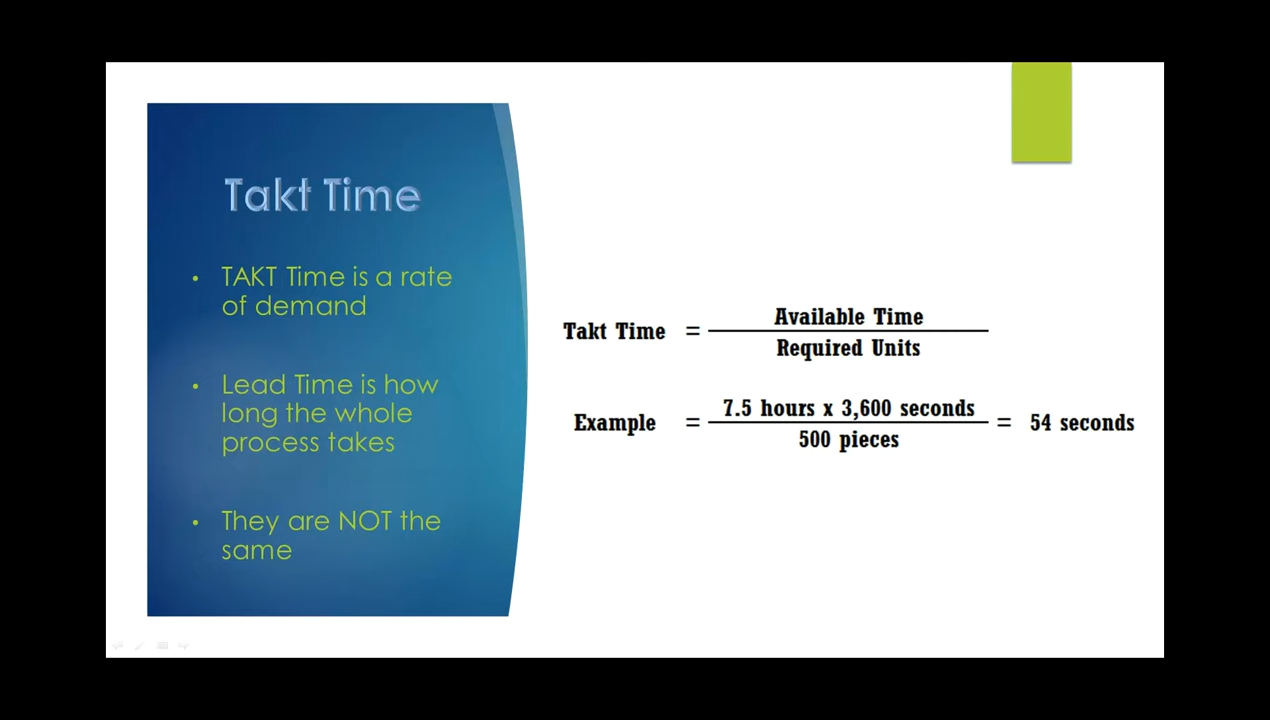 Takt Time
• TAKT Time is a rate
of demand
• Lead Time is how
long the whole
process takes
• They are NOT the
same
Takt Time = Available Time
Required Units
Example = 7.5 hours x 3,600 seconds = 54 seconds
500 pieces